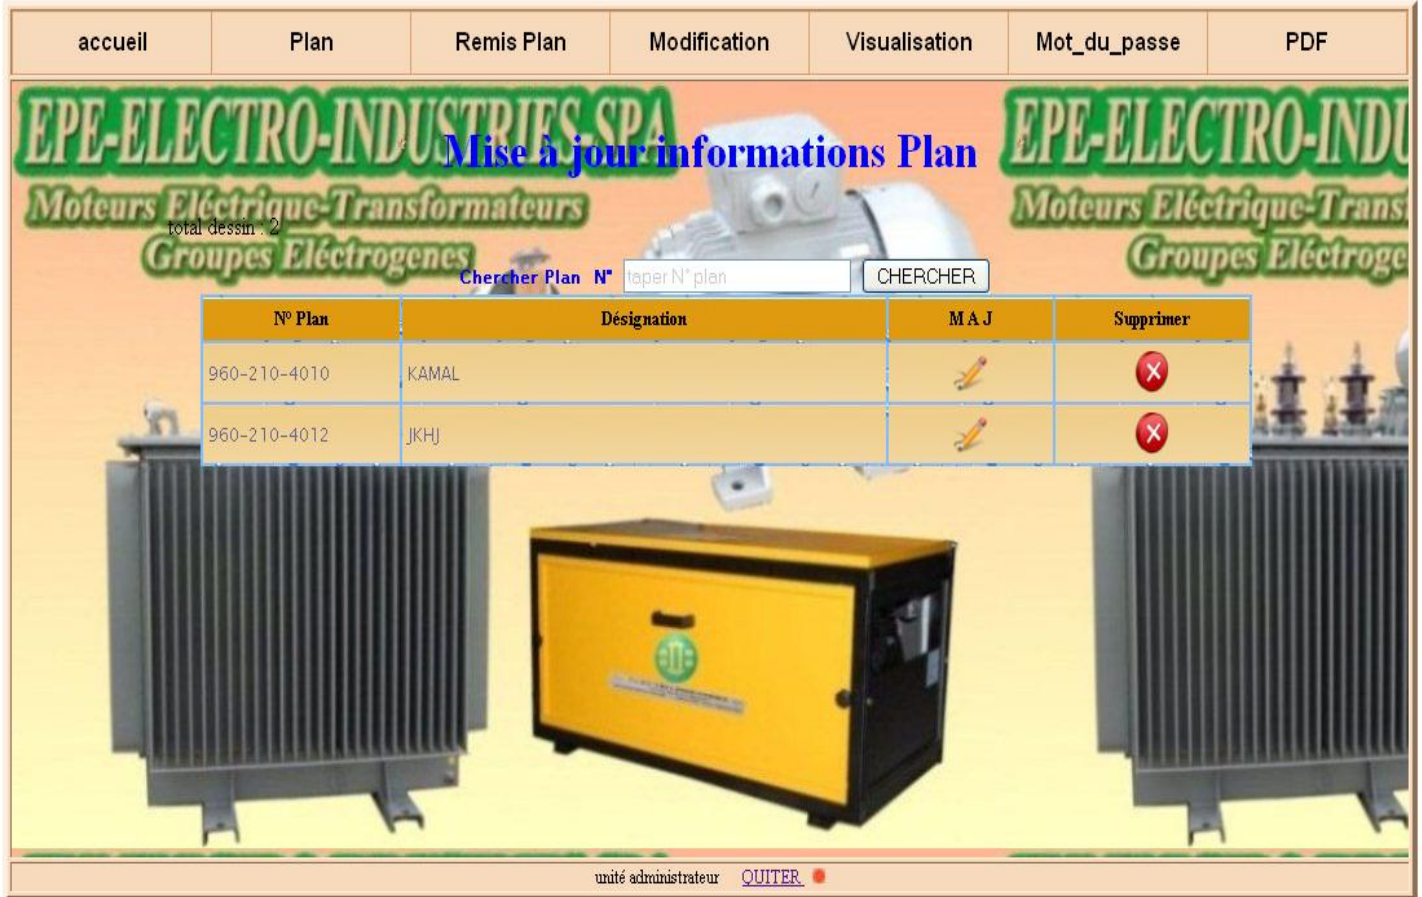 accueil Plan Remis Plan Modification Visualisation Mot_du_passe PDF
EPE-ELECTRO-INDUSTRIES-SPA EPE-ELECTRO-INDU
Mise à jour informations Plan
Moteurs Eléctrique-Transformateurs Moteurs Eléctrique-Trans
total dessin : 2
Groupes Eléctrogenes Groupes Eléctroge
Chercher Plan N° taper N° plan CHERCHER
Nº Plan Désignation M A J Supprimer
960-210-4010 KAMAL
960-210-4012 JKHJ
unité administrateur QUITER